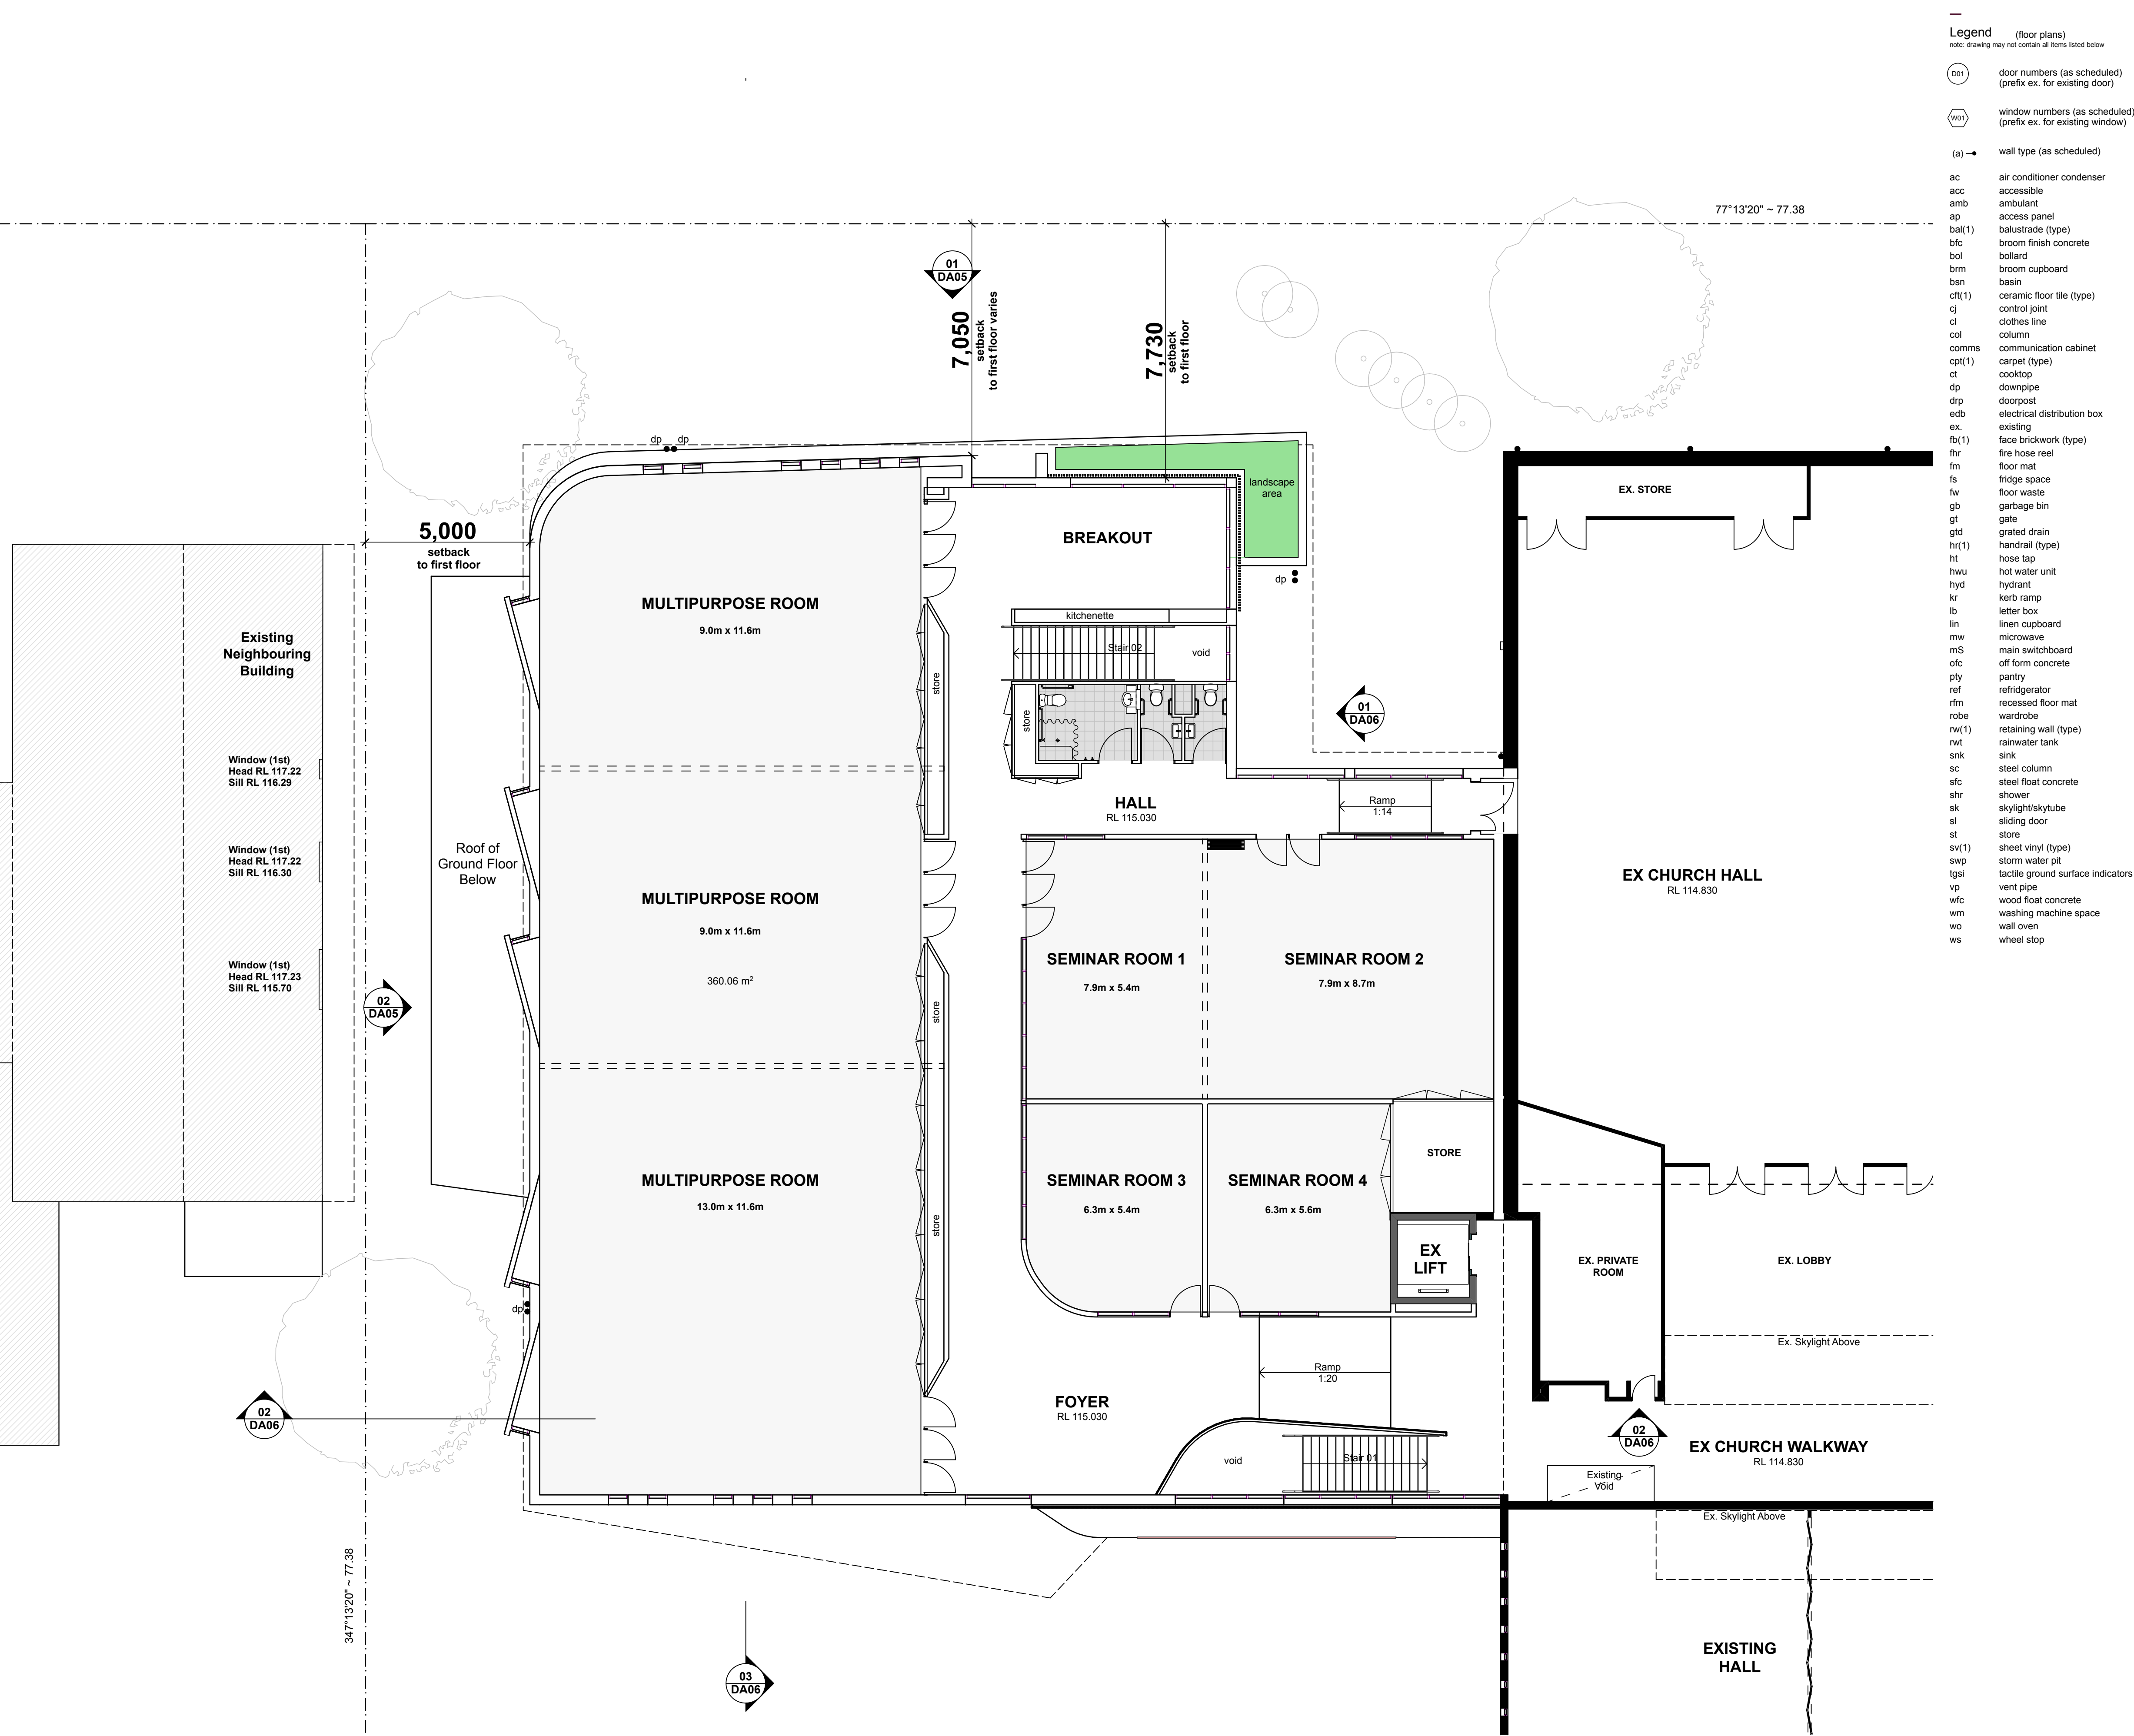 Legend (floor plans)
note: drawing may not contain all items listed below
D01
door numbers (as scheduled)
(prefix ex. for existing door)
W01
window numbers (as scheduled)
(prefix ex. for existing window)
(a)
wall type (as scheduled)
ac air conditioner condenser
acc accessible
amb ambulant
ap access panel
bal(1) balustrade (type)
bfc broom finish concrete
bol bollard
brm broom cupboard
bsn basin
cft(1) ceramic floor tile (type)
cj control joint
cl clothes line
col column
comms communication cabinet
cpt(1) carpet (type)
ct cooktop
dp downpipe
drp doorpost
edb electrical distribution box
ex. existing
fb(1) face brickwork (type)
fhr fire hose reel
fm floor mat
fs fridge space
fw floor waste
gb garbage bin
gt gate
gtd grated drain
hr(1) handrail (type)
ht hose tap
hwu hot water unit
hyd hydrant
kr kerb ramp
lb letter box
lin linen cupboard
mw microwave
mS main switchboard
ofc off form concrete
pty pantry
ref refridgerator
rfm recessed floor mat
robe wardrobe
rw(1) retaining wall (type)
rwt rainwater tank
snk sink
sc steel column
sfc steel float concrete
shr shower
sk skylight/skytube
sl sliding door
st store
sv(1) sheet vinyl (type)
swp storm water pit
tgsi tactile ground surface indicators
vp vent pipe
wfc wood float concrete
wm washing machine space
wo wall oven
ws wheel stop
77°13'20" ~ 77.38
01
DA05
7,050
setback
to first floor varies
7,730
setback
to first floor
dp dp
landscape
area
EX. STORE
5,000
setback
to first floor
BREAKOUT
dp
MULTIPURPOSE ROOM
9.0m x 11.6m
kitchenette
Stair 02
void
store
store
Existing
Neighbouring
Building
01
DA06
Window (1st)
Head RL 117.22
Sill RL 116.29
HALL
RL 115.030
Ramp
1:14
Window (1st)
Head RL 117.22
Sill RL 116.30
Roof of
Ground Floor
Below
EX CHURCH HALL
RL 114.830
MULTIPURPOSE ROOM
9.0m x 11.6m
360.06 m2
SEMINAR ROOM 1
7.9m x 5.4m
SEMINAR ROOM 2
7.9m x 8.7m
Window (1st)
Head RL 117.23
Sill RL 115.70
02
DA05
store
MULTIPURPOSE ROOM
13.0m x 11.6m
store
SEMINAR ROOM 3
6.3m x 5.4m
SEMINAR ROOM 4
6.3m x 5.6m
STORE
EX
LIFT
EX. PRIVATE
ROOM
EX. LOBBY
dp
Ex. Skylight Above
Ramp
1:20
FOYER
RL 115.030
02
DA06
02
DA06
EX CHURCH WALKWAY
RL 114.830
void
Stair 01
Existing
Void
Ex. Skylight Above
347°13'20" ~ 77.38
03
DA06
EXISTING
HALL